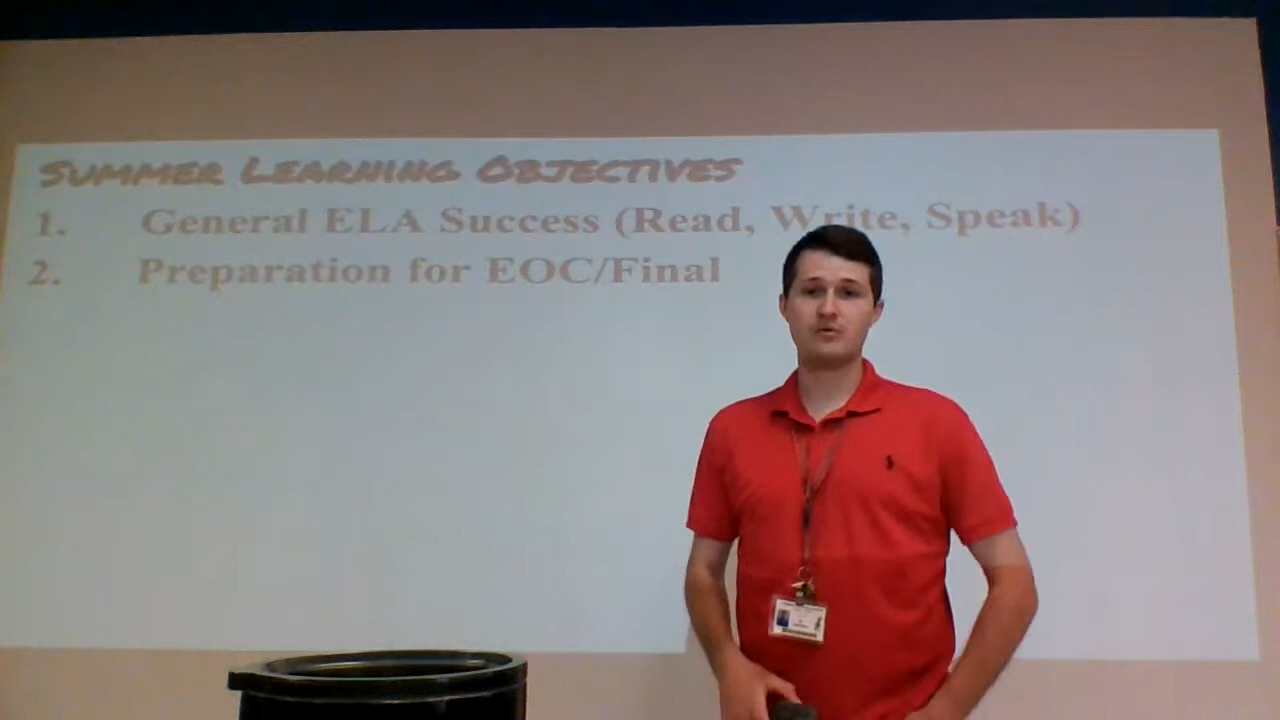 Summer Learning Objectives
1. General ELA Success (Read, Write, Speak)
2. Preparation for EOC/Final